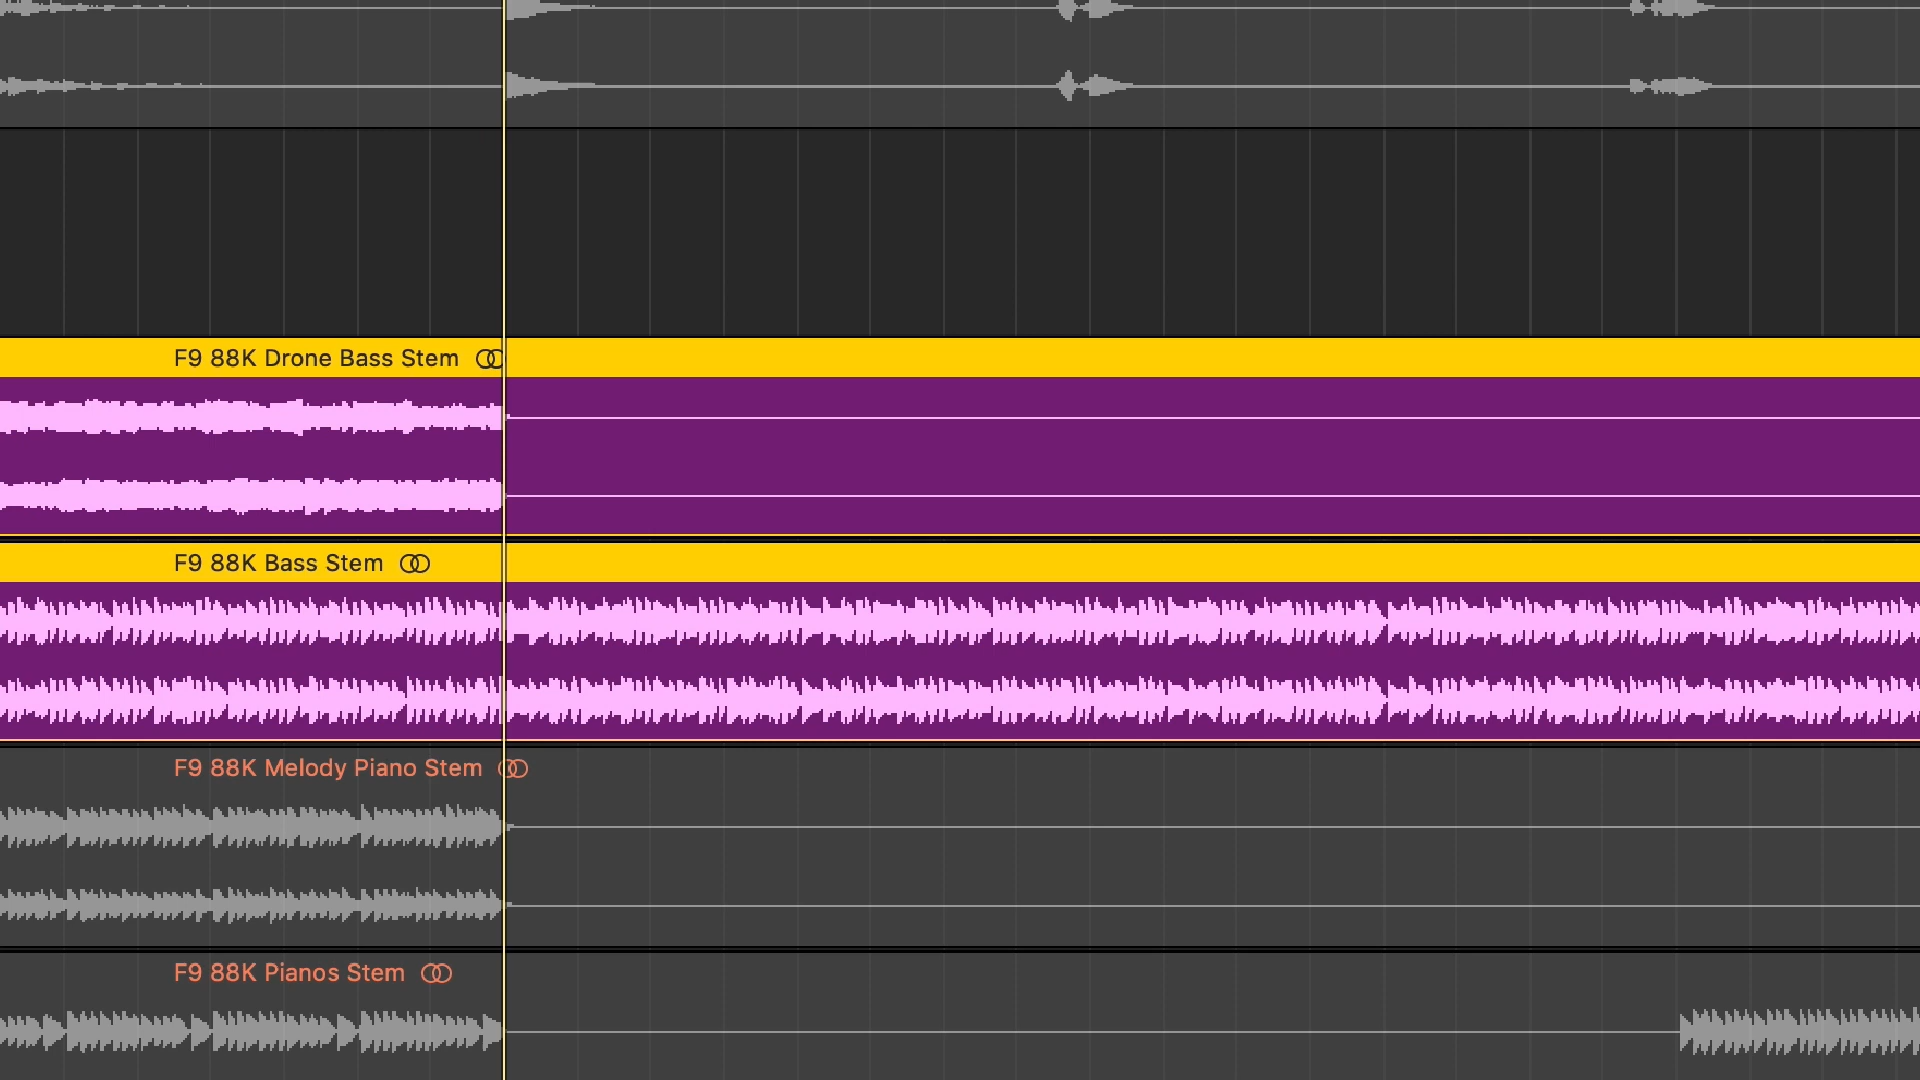 F9 88K Drone Bass Stem
F9 88K Bass Stem
F9 88K Melody Piano Stem
F9 88K Pianos Stem